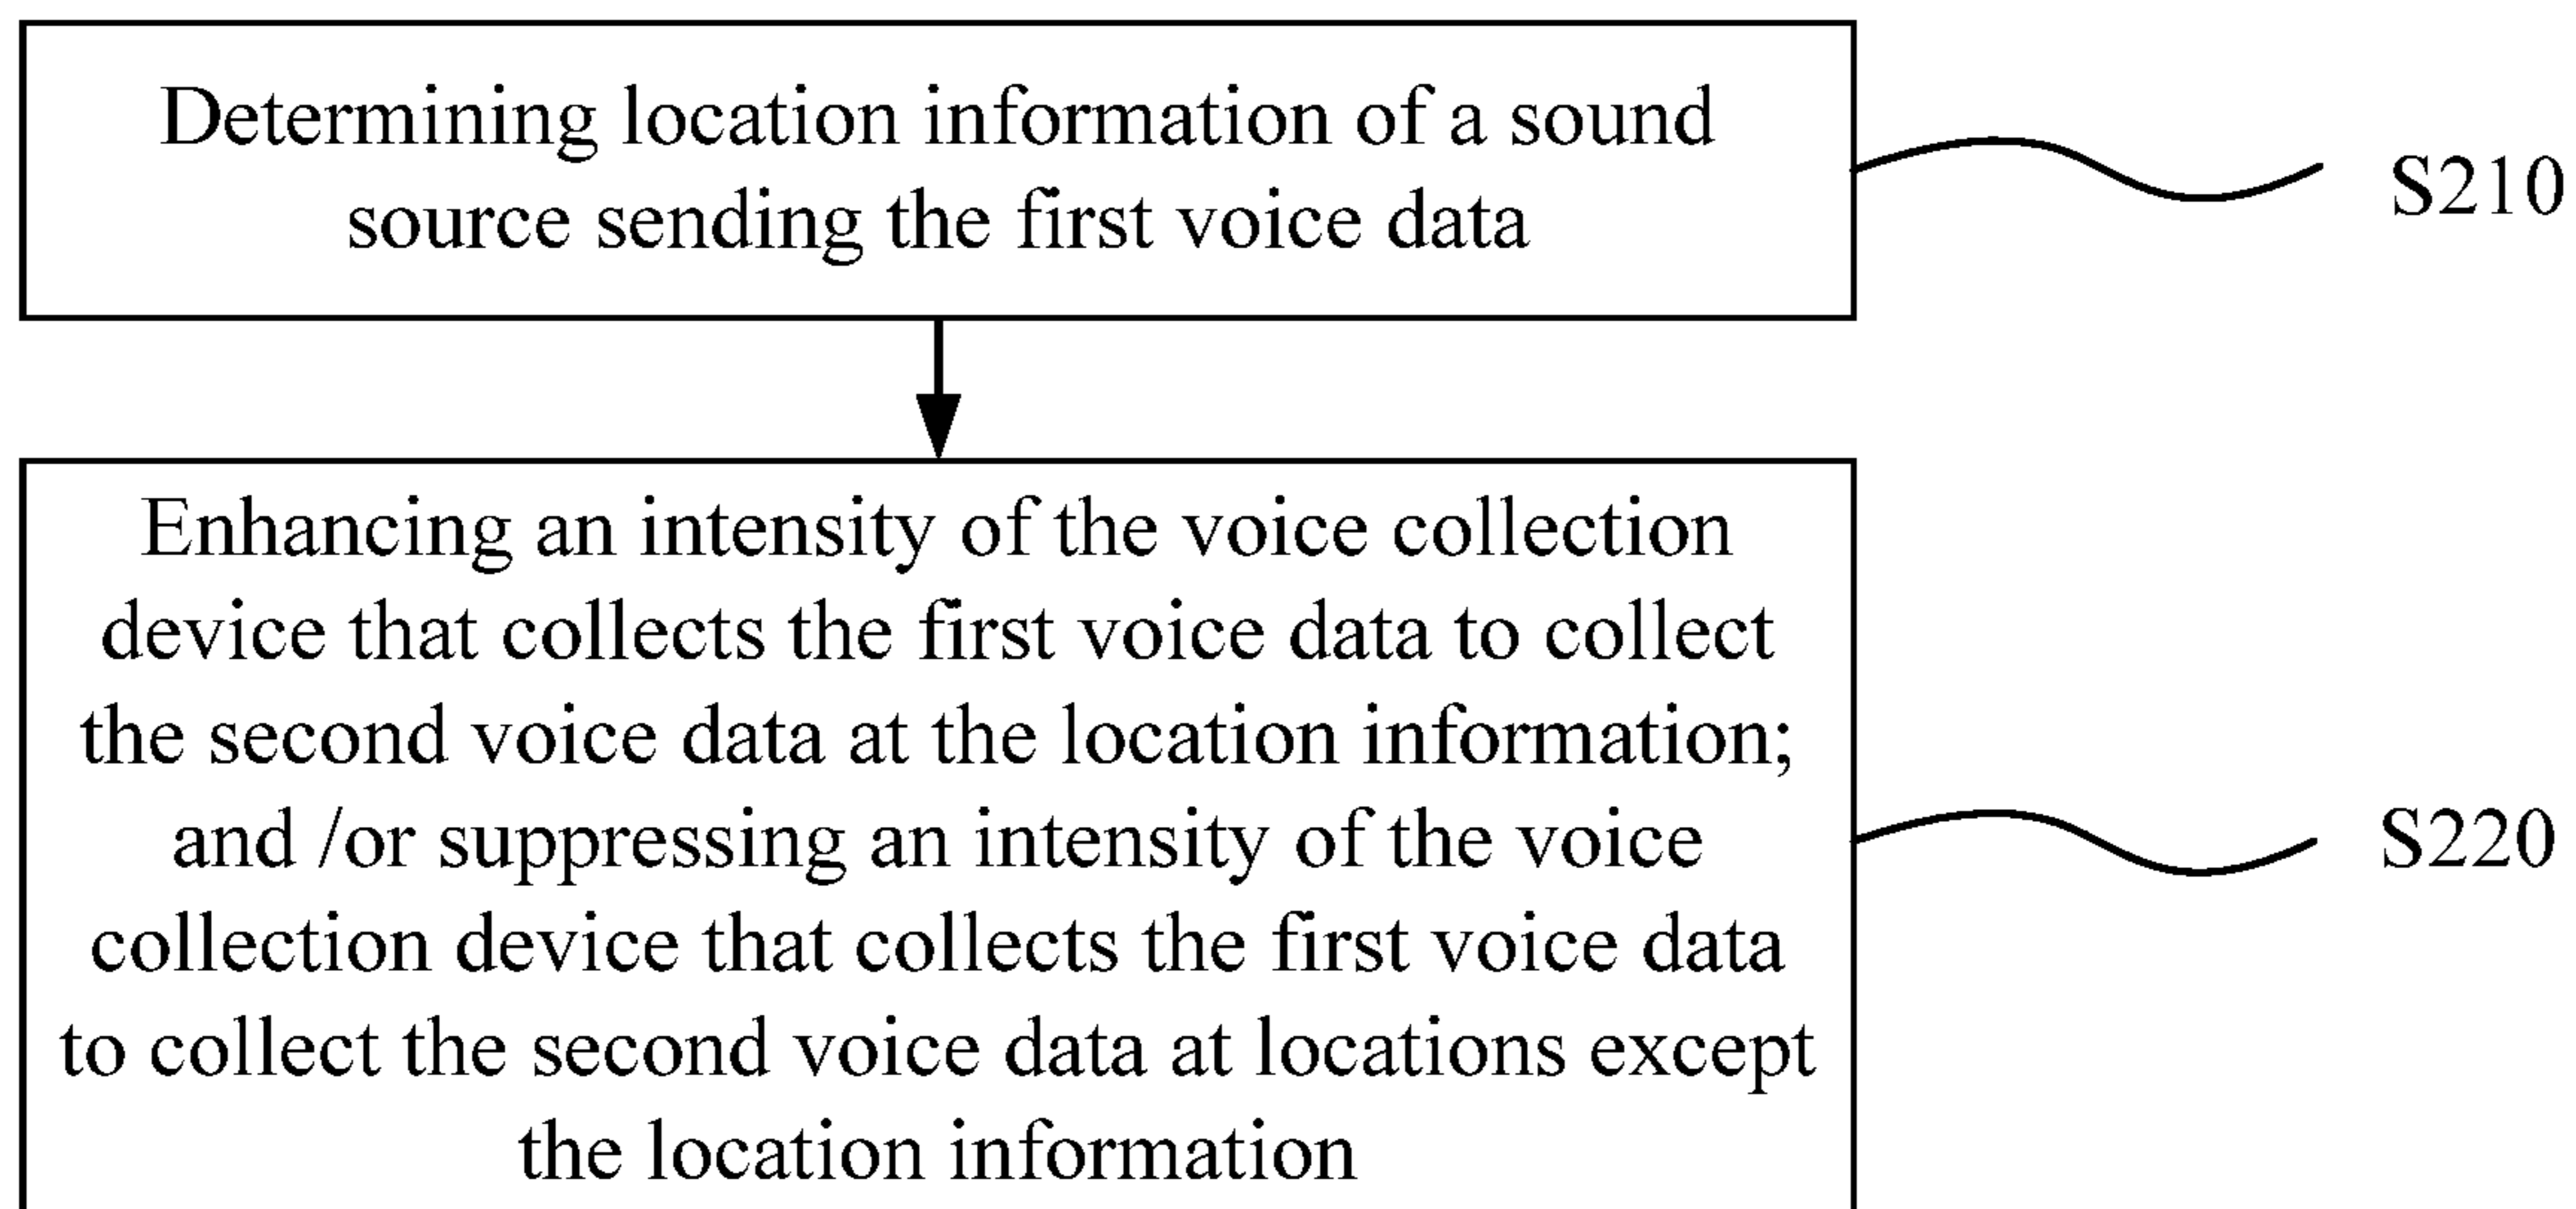 Determining location information of a sound
source sending the first voice data
S210
Enhancing an intensity of the voice collection
device that collects the first voice data to collect
the second voice data at the location information;
and /or suppressing an intensity of the voice
collection device that collects the first voice data
to collect the second voice data at locations except
the location information
S220